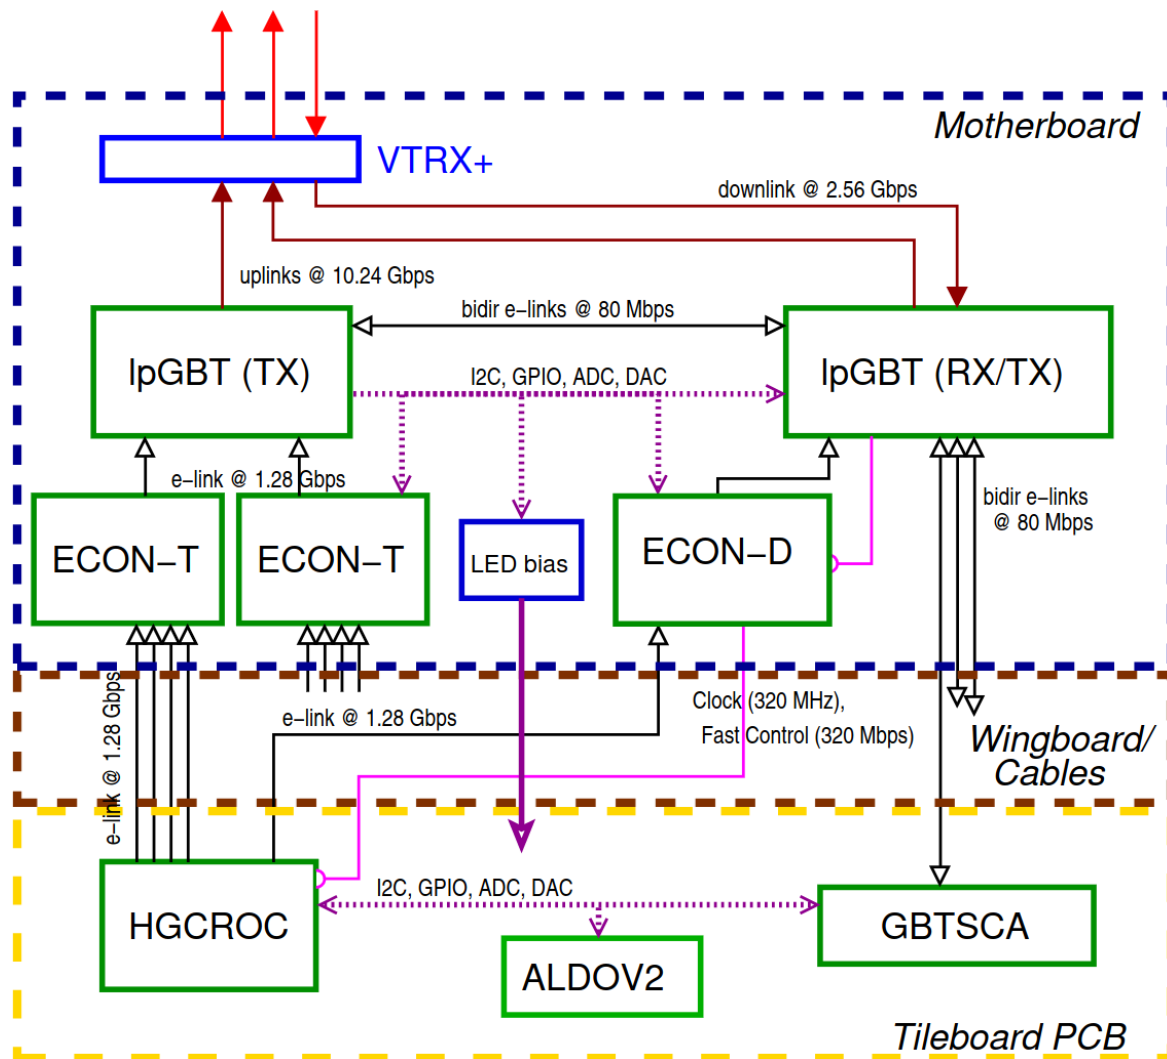 Motherboard
VTRX+
downlink @ 2.56 Gbps
uplinks @ 10.24 Gbps
bidir e-links @ 80 Mbps
lpGBT (TX)
lpGBT (RX/TX)
I2C, GPIO, ADC, DAC
e-link @ 1.28 Gbps
bidir e-links
@ 80 Mbps
ECON-T
ECON-T
LED bias
ECON-D
e-link @ 1.28 Gbps
e-link @ 1.28 Gbps
Clock (320 MHz),
Fast Control (320 Mbps)
Wingboard/
Cables
HGCROC
I2C, GPIO, ADC, DAC
GBTSCA
ALDOV2
Tileboard PCB